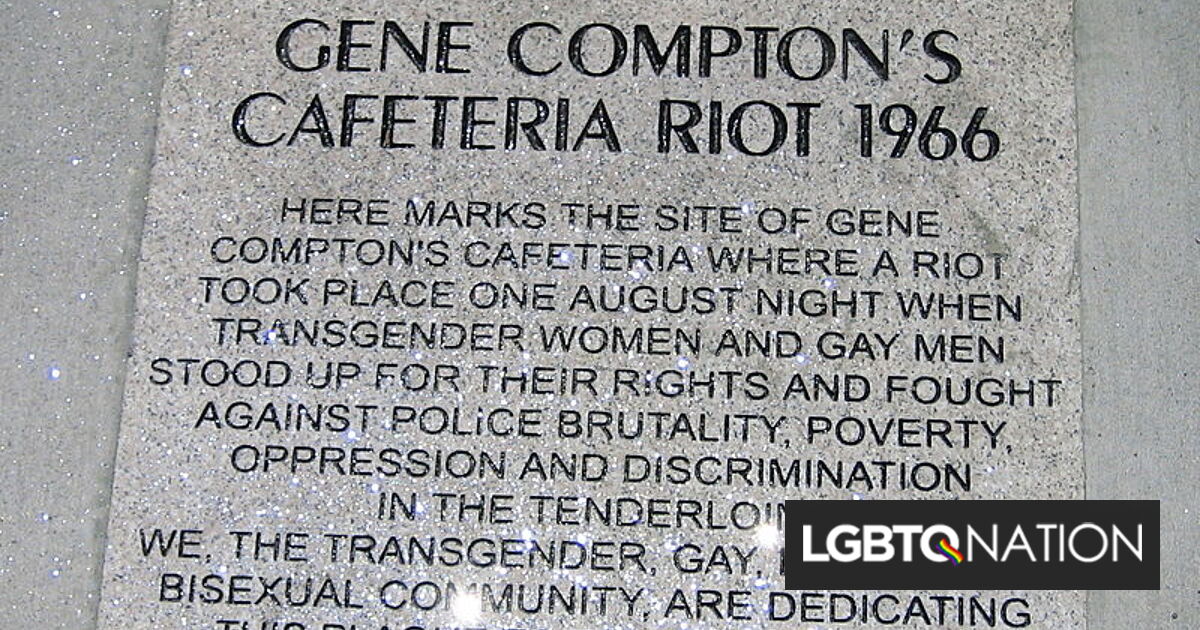 GENE COMPTON'S
CAFETERIA RIOT 1966
HERE MARKS THE SITE OF GENE
COMPTON'S CAFETERIA WHERE A RIOT
TOOK PLACE ONE AUGUST NIGHT WHEN
TRANSGENDER WOMEN AND GAY MEN
STOOD UP FOR THEIR RIGHTS AND FOUGHT
AGAINST POLICE BRUTALITY, POVERTY,
OPPRESSION AND DISCRIMINATION
IN THE
WE, THE TRANSGENDER, GAY,
BISEXUAL COMMUNITY, ARE DEDICATING
LGBTQNATION